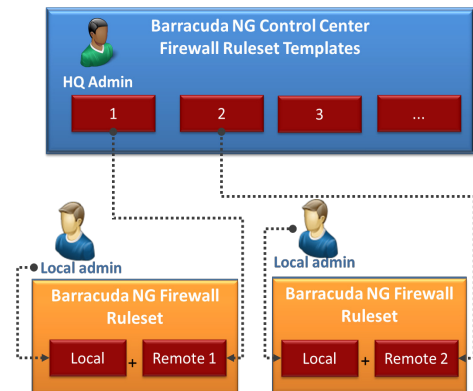 Barracuda NG Control Center
Firewall Ruleset Templates
HQ Admin
1 2 3 ...
Local admin
Barracuda NG Firewall
Ruleset
Local + Remote 1
Local admin
Barracuda NG Firewall
Ruleset
Local + Remote 2